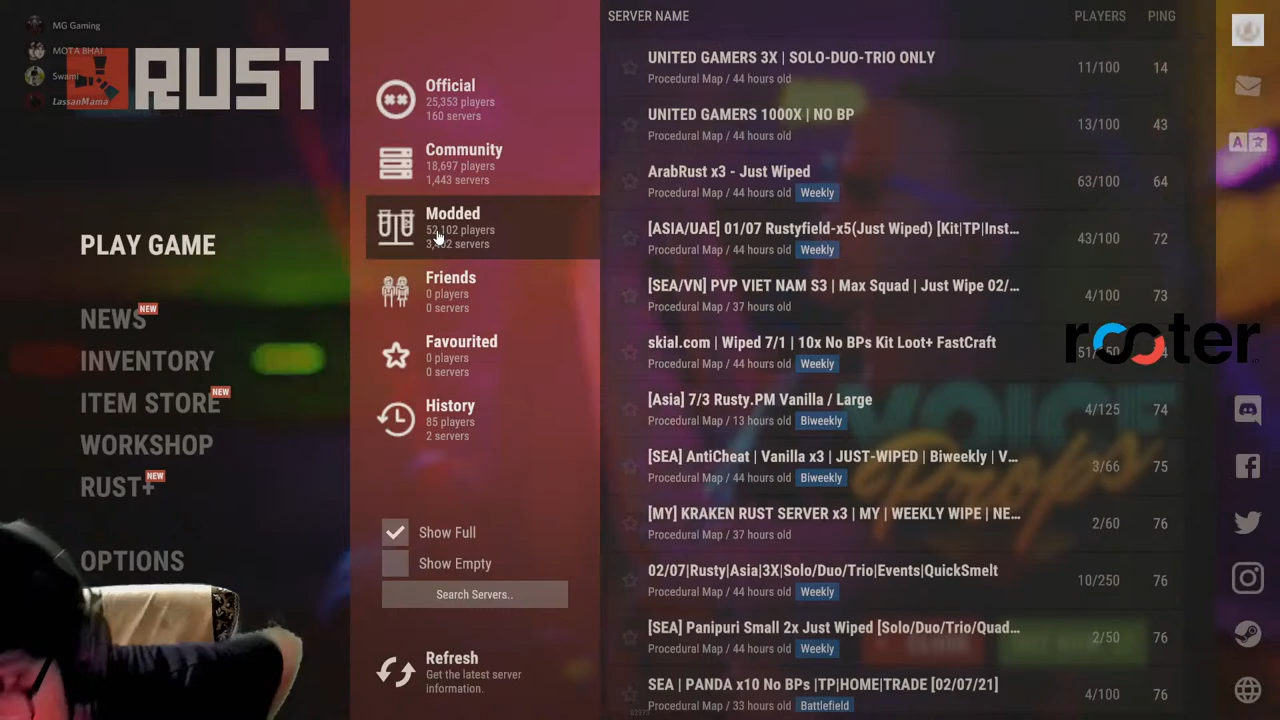 MG Gaming
MOTA BHAI
Swami
LassanMama
RUST
PLAY GAME
NEWS
NEW
INVENTORY
ITEM STORE
NEW
WORKSHOP
RUST+
NEW
OPTIONS
Official
25,353 players
160 servers
Community
18,697 players
1,443 servers
Modded
52,102 players
servers
Friends
0 players
0 servers
Favourited
0 players
0 servers
History
85 players
2 servers
Show Full
Show Empty
Search Servers..
Refresh
Get the latest server
information.
SERVER NAME PLAYERS PING
UNITED GAMERS 3X | SOLO-DUO-TRIO ONLY
Procedural Map / 44 hours old
11/100 14
UNITED GAMERS 1000X | NO BP
Procedural Map / 44 hours old
13/100 43
ArabRust x3 - Just Wiped
Procedural Map / 44 hours old Weekly
63/100 64
[ASIA/UAE] 01/07 Rustyfield-x5(Just Wiped) [Kit|TP|Inst...
Procedural Map / 44 hours old Weekly
43/100 72
[SEA/VN] PVP VIET NAM S3 | Max Squad | Just Wipe 02/...
Procedural Map / 37 hours old
4/100 73
skial.com | Wiped 7/1 | 10x No BPs Kit Loot+ FastCraft
Procedural Map / 44 hours old Weekly
rooter
[Asia] 7/3 Rusty.PM Vanilla / Large
Procedural Map / 13 hours old Biweekly
4/125 74
[SEA] AntiCheat | Vanilla x3 | JUST-WIPED | Biweekly | V...
Procedural Map / 44 hours old Biweekly
3/66 75
[MY] KRAKEN RUST SERVER x3 | MY | WEEKLY WIPE | NE...
Procedural Map / 37 hours old
2/60 76
02/07|Rusty|Asia|3X|Solo/Duo/Trio|Events|QuickSmelt
Procedural Map / 44 hours old Weekly
10/250 76
[SEA] Panipuri Small 2x Just Wiped [Solo/Duo/Trio/Quad...
Procedural Map / 44 hours old Weekly
2/50 76
SEA | PANDA x10 No BPs |TP|HOME|TRADE [02/07/21]
Procedural Map / 33 hours old Battlefield
4/100 76
VOICE
Props